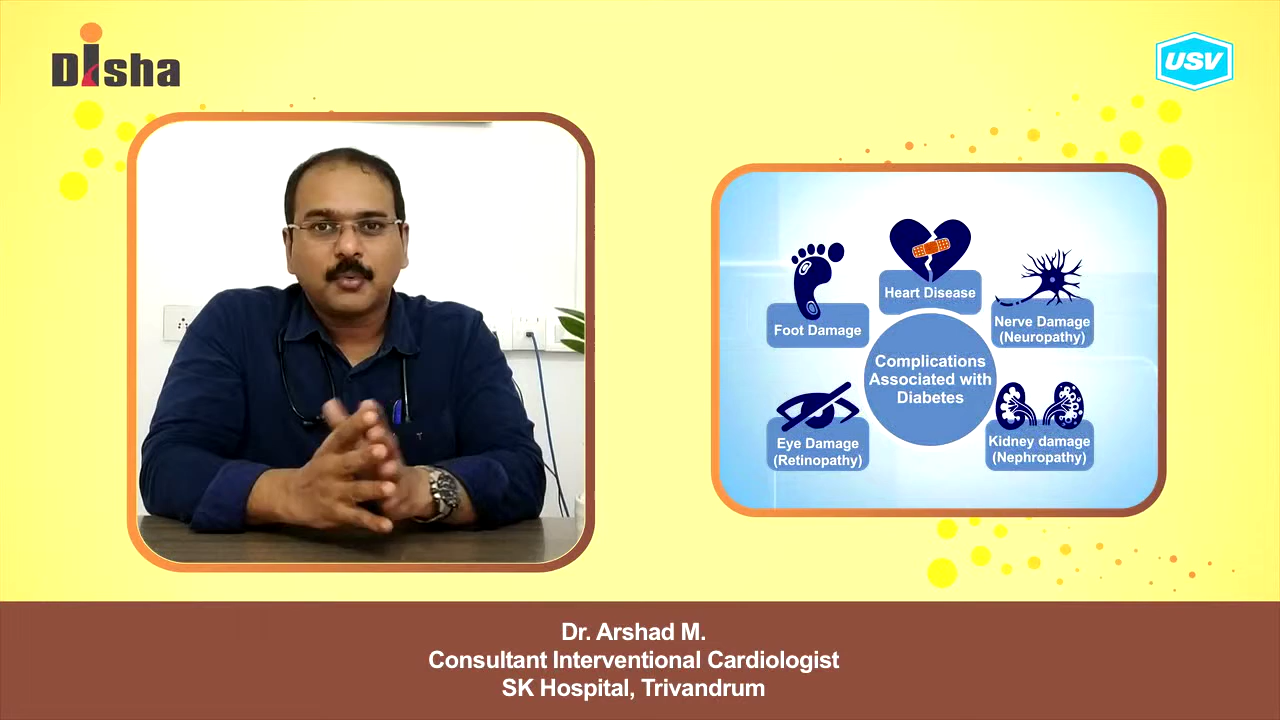 Disha
USV
Heart Disease
Foot Damage
Nerve Damage
(Neuropathy)
Complications
Associated with
Diabetes
Eye Damage
(Retinopathy)
Kidney damage
(Nephropathy)
Dr. Arshad M.
Consultant Interventional Cardiologist
SK Hospital, Trivandrum